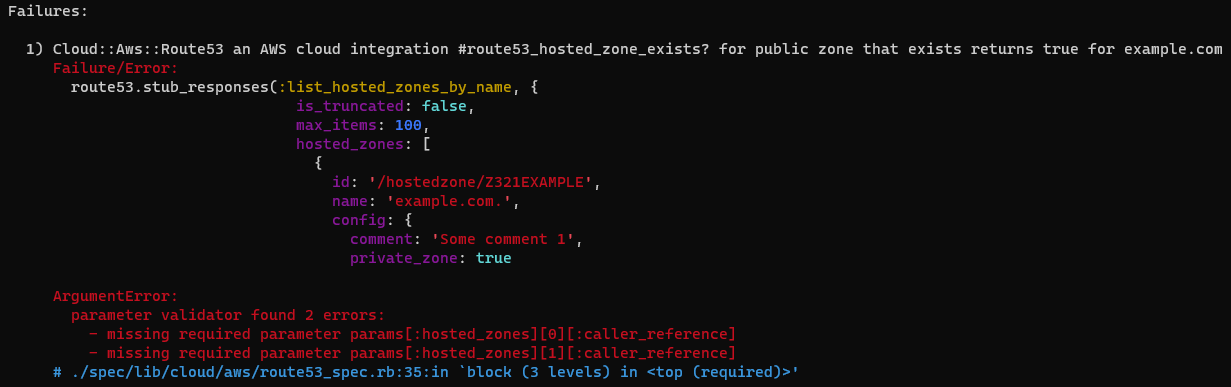 Failures:
1) Cloud::Aws::Route53 an AWS cloud integration #route53_hosted_zone_exists? for public zone that exists returns true for example.com
Failure/Error:
route53.stub_responses(:list_hosted_zones_by_name, {
is_truncated: false,
max_items: 100,
hosted_zones: [
{
id: '/hostedzone/Z321EXAMPLE',
name: 'example.com.',
config: {
comment: 'Some comment 1',
private_zone: true
ArgumentError:
parameter validator found 2 errors:
- missing required parameter params[:hosted_zones][0][:caller_reference]
- missing required parameter params[:hosted_zones][1][:caller_reference]
# ./spec/lib/cloud/aws/route53_spec.rb:35:in `block (3 levels) in <top (required)>'